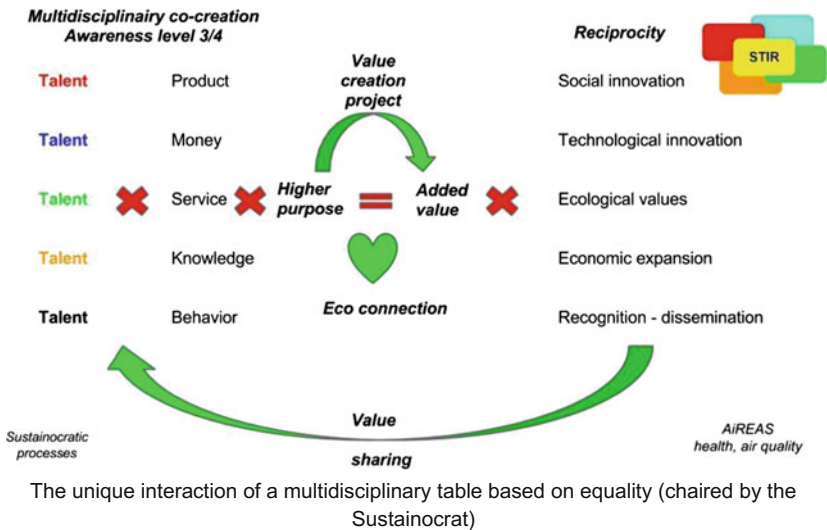 Multidisciplinairy co-creation
Awareness level 3/4
Value
creation
project
Reciprocity
STIR
Talent Product Social innovation
Talent Money Technological innovation
Talent Service Higher purpose Added value Ecological values
Talent Knowledge Economic expansion
Eco connection
Talent Behavior Recognition - dissemination
Value
sharing
Sustainocratic
processes
AiREAS
health, air quality
The unique interaction of a multidisciplinary table based on equality (chaired by the
Sustainocrat)